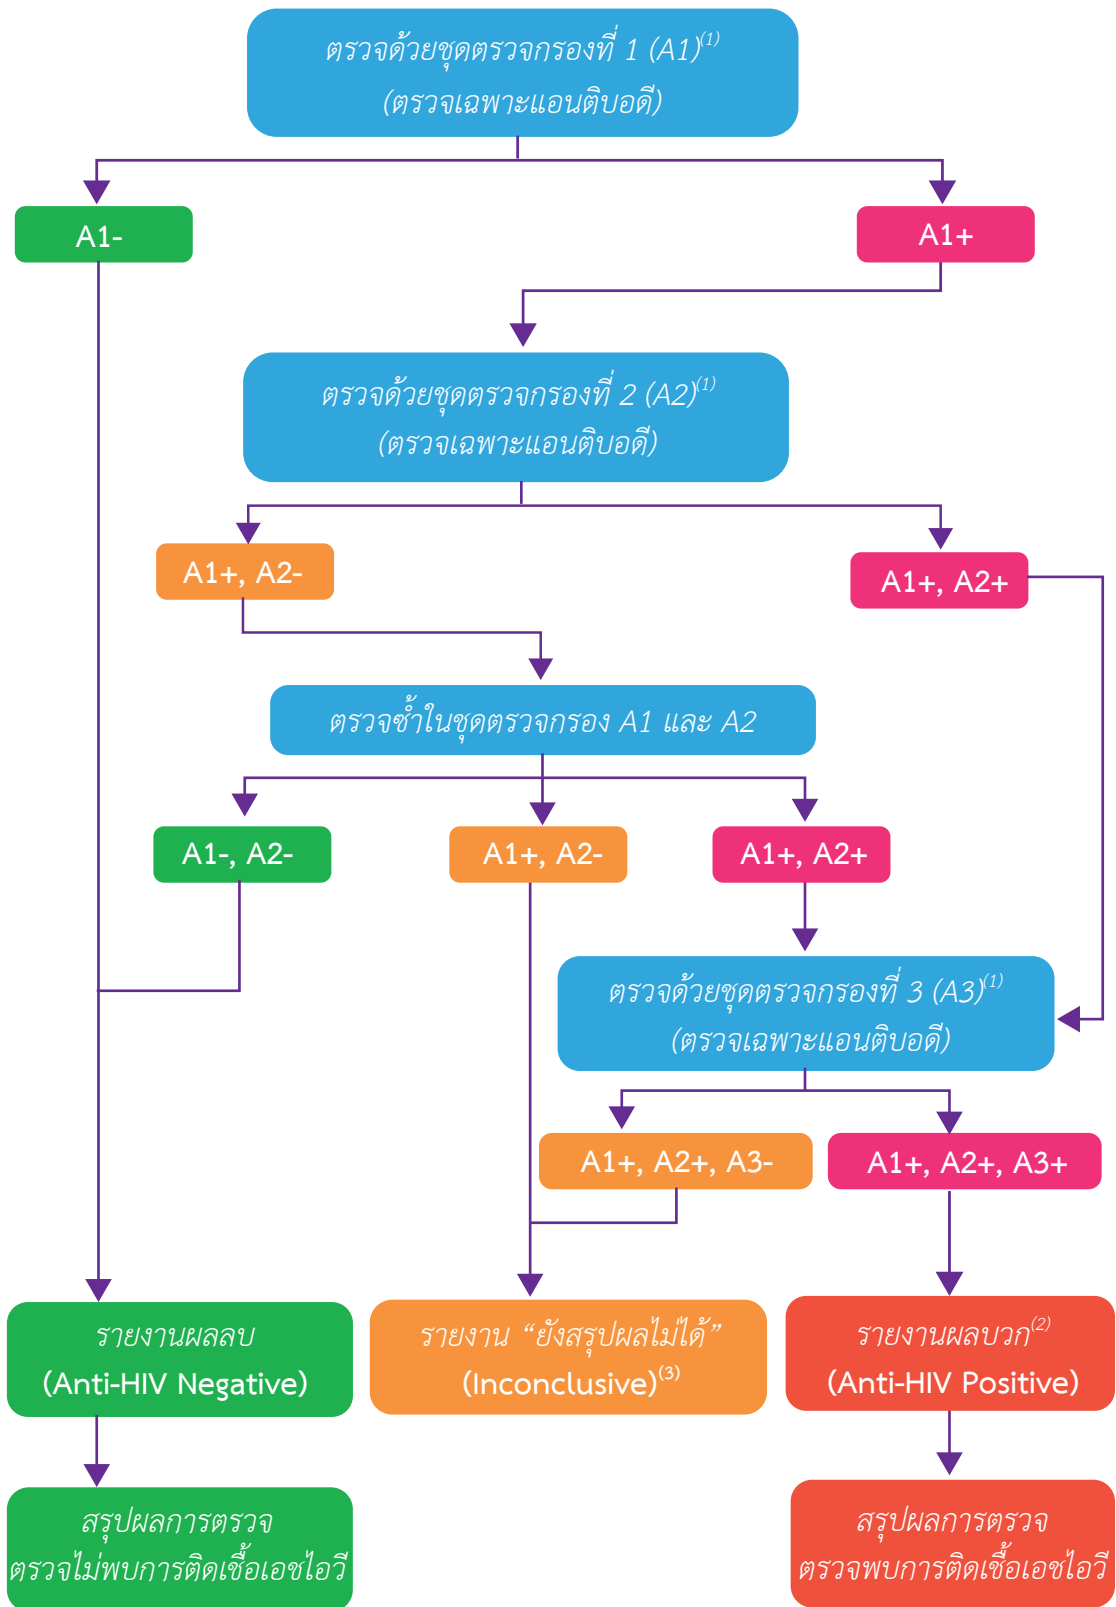 ตรวจด้วยชุดตรวจกรองที่ 1 (A1)(1)
(ตรวจเฉพาะแอนติบอดี)
A1-
A1+
ตรวจด้วยชุดตรวจกรองที่ 2 (A2)(1)
(ตรวจเฉพาะแอนติบอดี)
A1+, A2-
A1+, A2+
ตรวจซ้ำในชุดตรวจกรอง A1 และ A2
A1-, A2-
A1+, A2-
A1+, A2+
ตรวจด้วยชุดตรวจกรองที่ 3 (A3)(1)
(ตรวจเฉพาะแอนติบอดี)
A1+, A2+, A3-
A1+, A2+, A3+
รายงานผลลบ
(Anti-HIV Negative)
รายงาน “ยังสรุปผลไม่ได้”
(Inconclusive)(3)
รายงานผลบวก(2)
(Anti-HIV Positive)
สรุปผลการตรวจ
ตรวจไม่พบการติดเชื้อเอชไอวี
สรุปผลการตรวจ
ตรวจพบการติดเชื้อเอชไอวี